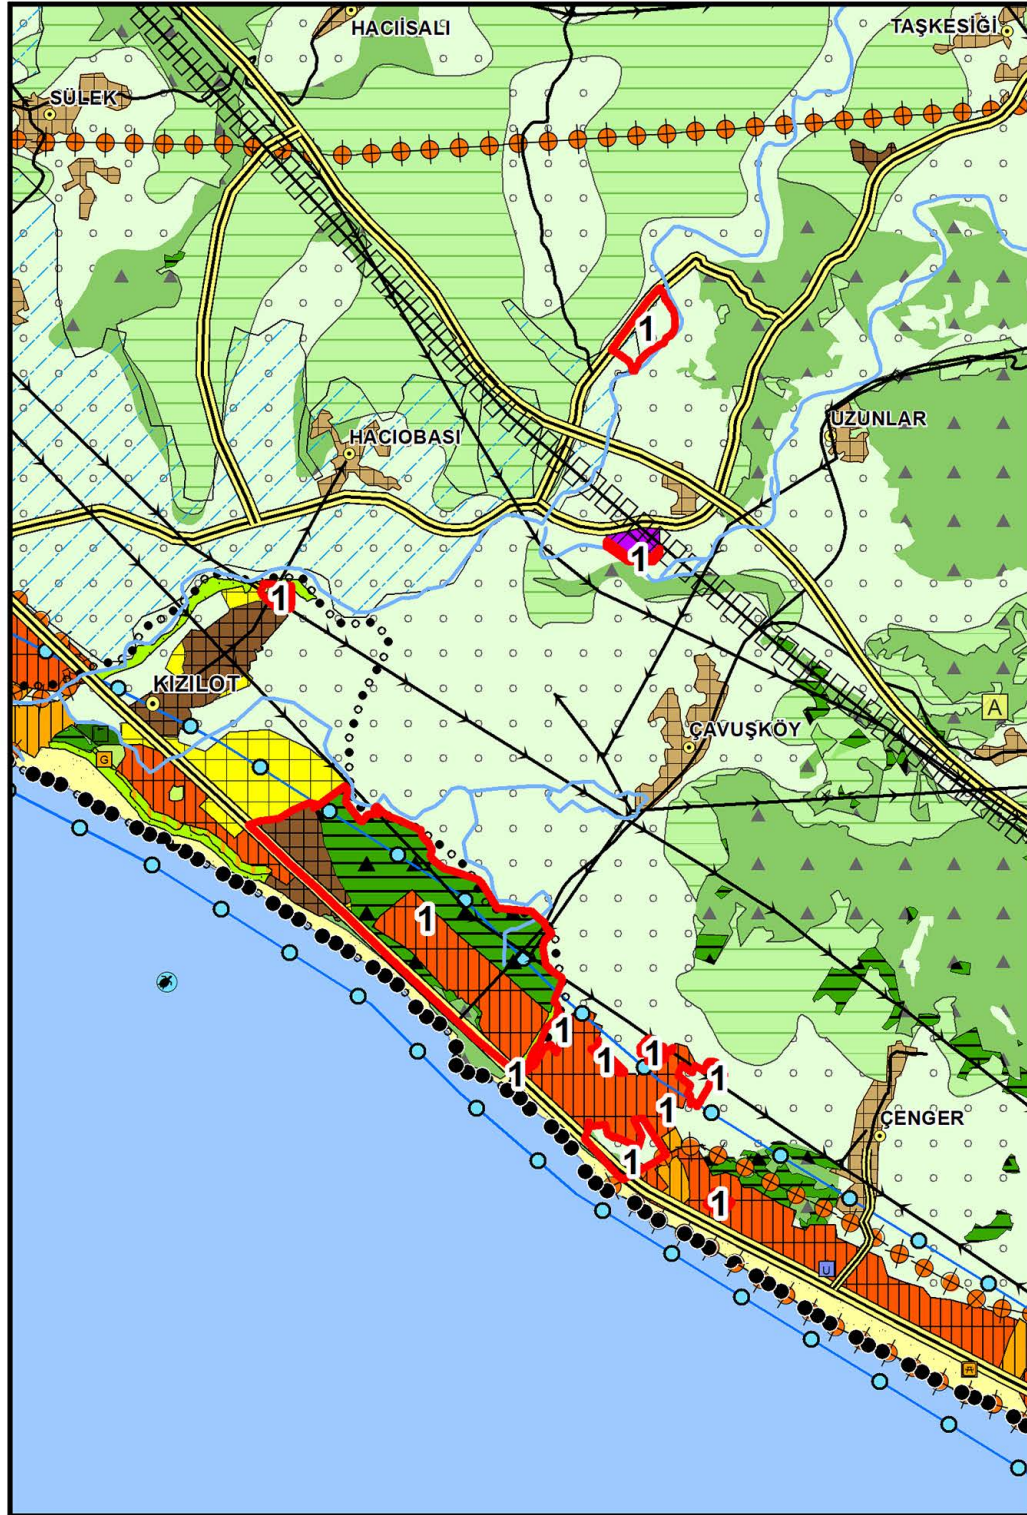 HACIİSALI
TAŞKESİĞİ
SÜLEK
1
UZUNLAR
HACIOBASI
1
1
KIZILOT
A
ÇAVUŞKÖY
G
1
1
1
1
1
1
1
ÇENGER
1
1
U
A